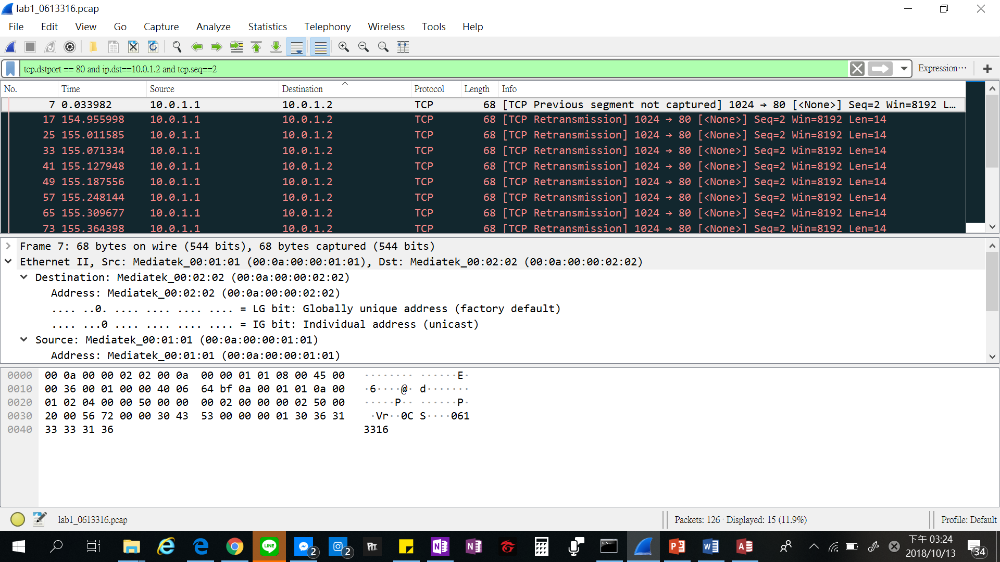 lab1_0613316.pcap
File Edit View Go Capture Analyze Statistics Telephony Wireless Tools Help
tcp.dstport == 80 and ip.dst==10.0.1.2 and tcp.seq==2 Expression… +
No. Time Source Destination Protocol Length Info
7 0.033982 10.0.1.1 10.0.1.2 TCP 68 [TCP Previous segment not captured] 1024 → 80 [<None>] Seq=2 Win=8192 L…
17 154.955998 10.0.1.1 10.0.1.2 TCP 68 [TCP Retransmission] 1024 → 80 [<None>] Seq=2 Win=8192 Len=14
25 155.011585 10.0.1.1 10.0.1.2 TCP 68 [TCP Retransmission] 1024 → 80 [<None>] Seq=2 Win=8192 Len=14
33 155.071334 10.0.1.1 10.0.1.2 TCP 68 [TCP Retransmission] 1024 → 80 [<None>] Seq=2 Win=8192 Len=14
41 155.127948 10.0.1.1 10.0.1.2 TCP 68 [TCP Retransmission] 1024 → 80 [<None>] Seq=2 Win=8192 Len=14
49 155.187556 10.0.1.1 10.0.1.2 TCP 68 [TCP Retransmission] 1024 → 80 [<None>] Seq=2 Win=8192 Len=14
57 155.248144 10.0.1.1 10.0.1.2 TCP 68 [TCP Retransmission] 1024 → 80 [<None>] Seq=2 Win=8192 Len=14
65 155.309677 10.0.1.1 10.0.1.2 TCP 68 [TCP Retransmission] 1024 → 80 [<None>] Seq=2 Win=8192 Len=14
73 155.364398 10.0.1.1 10.0.1.2 TCP 68 [TCP Retransmission] 1024 → 80 [<None>] Seq=2 Win=8192 Len=14
Frame 7: 68 bytes on wire (544 bits), 68 bytes captured (544 bits)
Ethernet II, Src: Mediatek_00:01:01 (00:0a:00:00:01:01), Dst: Mediatek_00:02:02 (00:0a:00:00:02:02)
Destination: Mediatek_00:02:02 (00:0a:00:00:02:02)
Address: Mediatek_00:02:02 (00:0a:00:00:02:02)
.... ..0. .... .... .... .... = LG bit: Globally unique address (factory default)
.... ...0 .... .... .... .... = IG bit: Individual address (unicast)
Source: Mediatek_00:01:01 (00:0a:00:00:01:01)
Address: Mediatek_00:01:01 (00:0a:00:00:01:01)
0000 00 0a 00 00 02 02 00 0a 00 00 01 01 08 00 45 00 ········ ······E·
0010 00 36 00 01 00 00 40 06 64 bf 0a 00 01 01 0a 00 ·6····@· d·······
0020 01 02 04 00 00 50 00 00 00 02 00 00 00 02 50 00 ·····P·· ······P·
0030 20 00 56 72 00 00 30 43 53 00 00 00 01 30 36 31 ·Vr··0C S····061
0040 33 33 31 36 3316
lab1_0613316.pcap Packets: 126 · Displayed: 15 (11.9%) Profile: Default
LINE 2 2 下午 03:24
2018/10/13 34